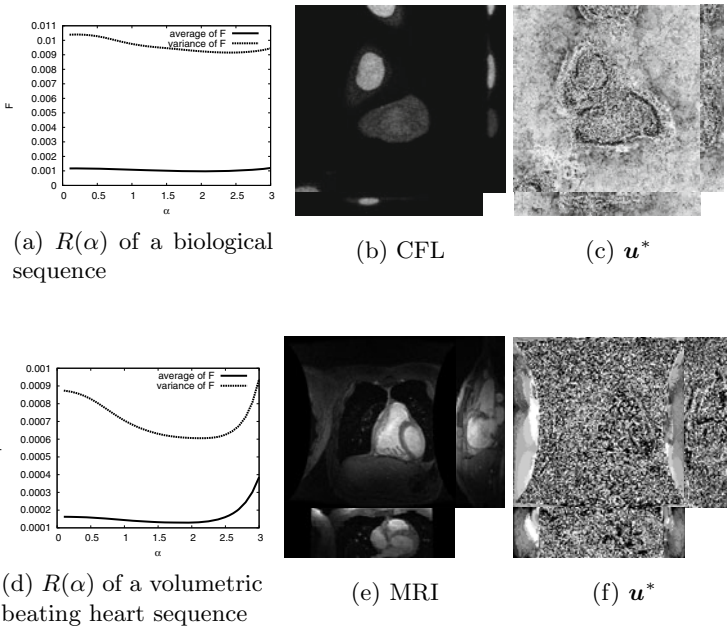 0.011
0.01
0.009
0.008
0.007
0.006
0.005
0.004
0.003
0.002
0.001
0
F
average of F
variance of F
0 0.5 1 1.5 2 2.5 3
α
(a) R(α) of a biological
sequence
(b) CFL
(c) u*
0.001
0.0009
0.0008
0.0007
0.0006
0.0005
0.0004
0.0003
0.0002
0.0001
average of F
variance of F
0 0.5 1 1.5 2 2.5 3
α
(d) R(α) of a volumetric
beating heart sequence
(e) MRI
(f) u*